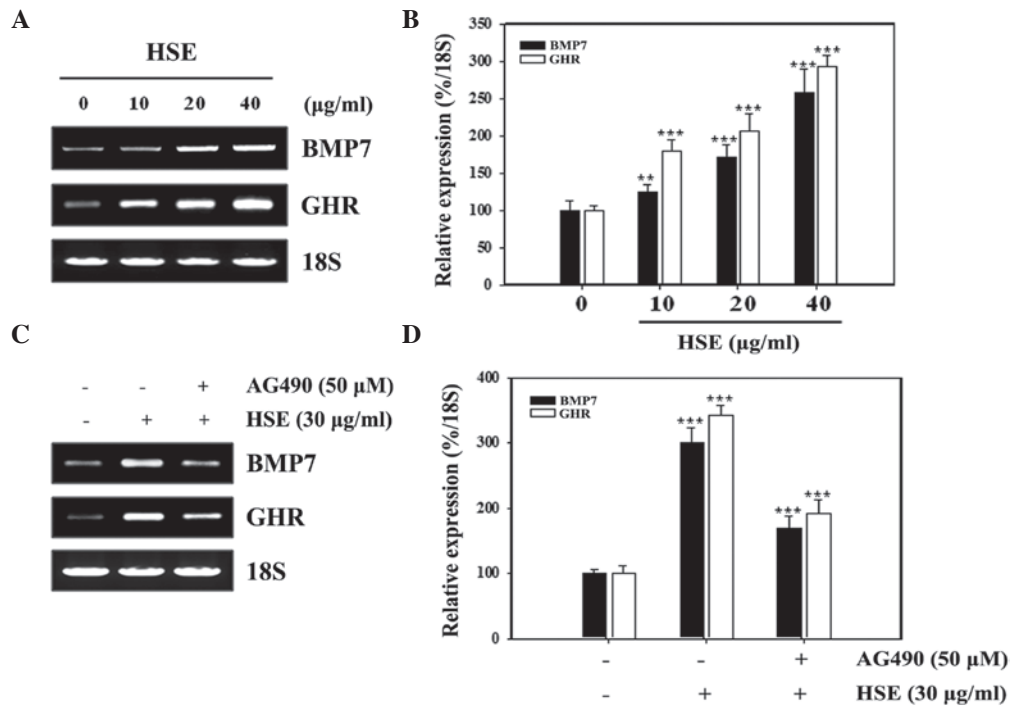 A
HSE
0 10 20 40 (µg/ml)
BMP7
GHR
18S
B
Relative expression (%/18S)
350
300
250
200
150
100
50
0
BMP7
GHR
** *** *** *** *** ***
0 10 20 40
HSE (µg/ml)
C
- - + AG490 (50 µM)
- + + HSE (30 µg/ml)
BMP7
GHR
18S
D
Relative expression (%/18S)
400
300
200
100
0
BMP7
GHR
*** *** *** ***
- - + AG490 (50 µM)
- + + HSE (30 µg/ml)